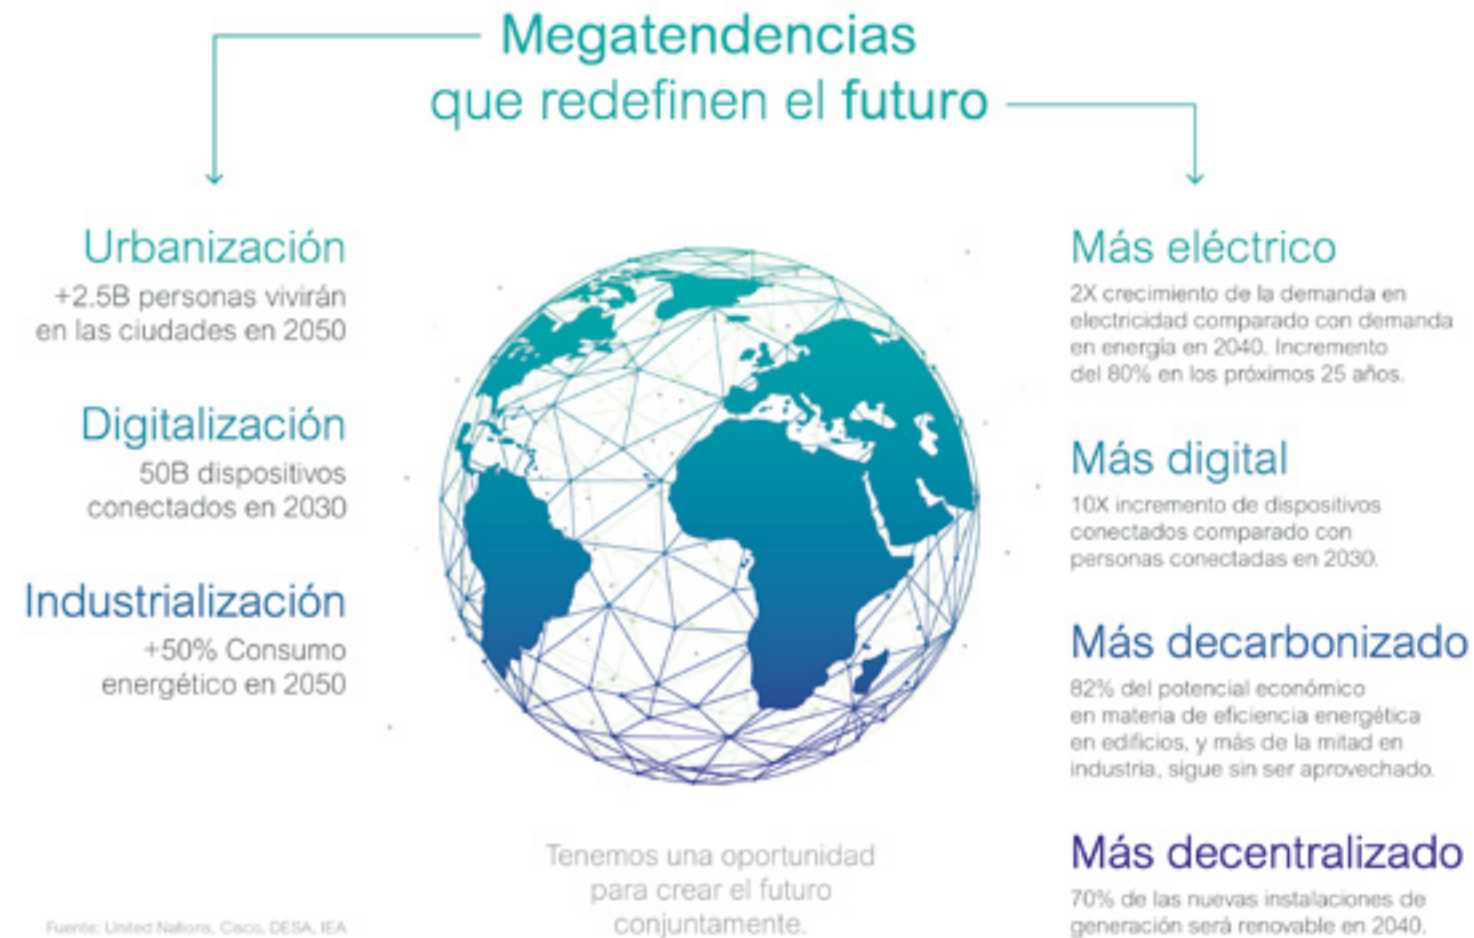 Megatendencias
que redefinen el futuro
Urbanización
+2.5B personas vivirán
en las ciudades en 2050
Digitalización
50B dispositivos
conectados en 2030
Industrialización
+50% Consumo
energético en 2050
Más eléctrico
2X crecimiento de la demanda en
electricidad comparado con demanda
en energía en 2040. Incremento
del 80% en los próximos 25 años.
Más digital
10X incremento de dispositivos
conectados comparado con
personas conectadas en 2030.
Más decarbonizado
82% del potencial económico
en materia de eficiencia energética
en edificios, y más de la mitad en
industria, sigue sin ser aprovechado.
Más decentralizado
70% de las nuevas instalaciones de
generación será renovable en 2040.
Tenemos una oportunidad
para crear el futuro
conjuntamente.
Fuente: United Nations, Cisco, DESA, IEA